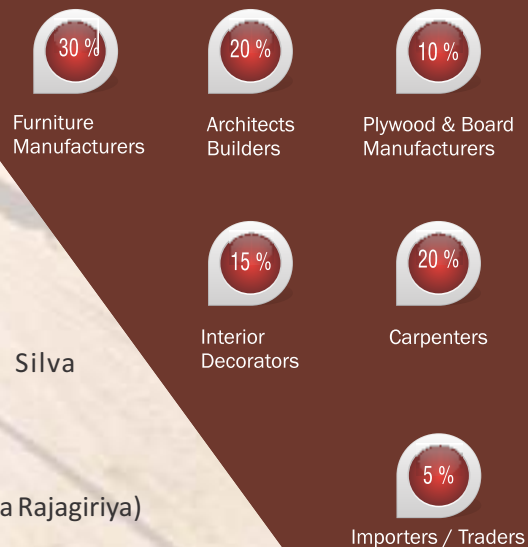 30 %
Furniture
Manufacturers
20 %
Architects
Builders
10 %
Plywood & Board
Manufacturers
15 %
Interior
Decorators
20 %
Carpenters
5 %
Importers / Traders
Silva
a Rajagiriya)